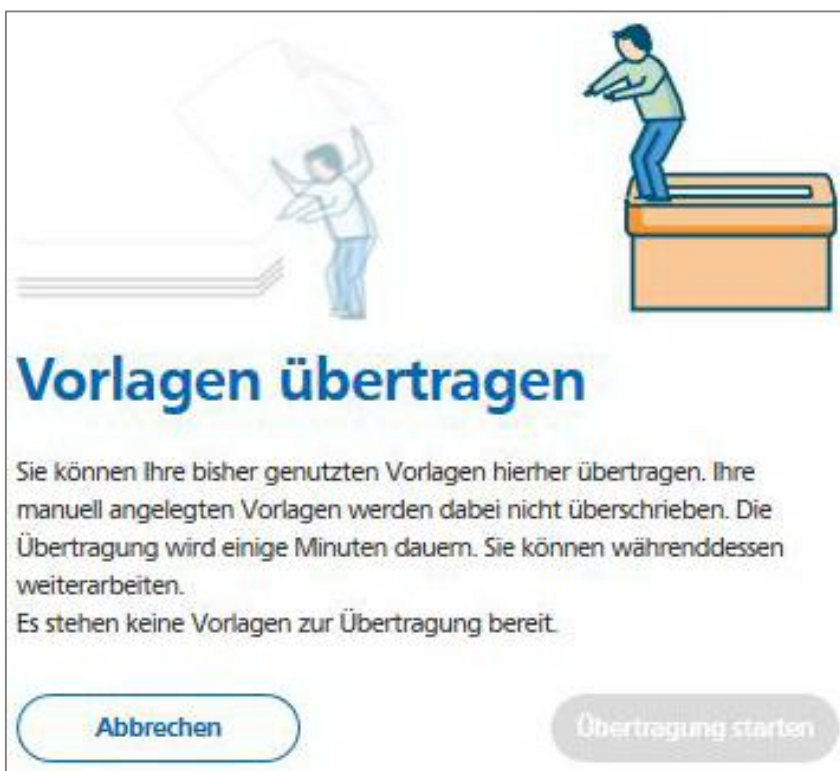 Vorlagen übertragen
Sie können Ihre bisher genutzten Vorlagen hierher übertragen. Ihre
manuell angelegten Vorlagen werden dabei nicht überschrieben. Die
Übertragung wird einige Minuten dauern. Sie können währenddessen
weiterarbeiten.
Es stehen keine Vorlagen zur Übertragung bereit.
Abbrechen
Übertragung starten